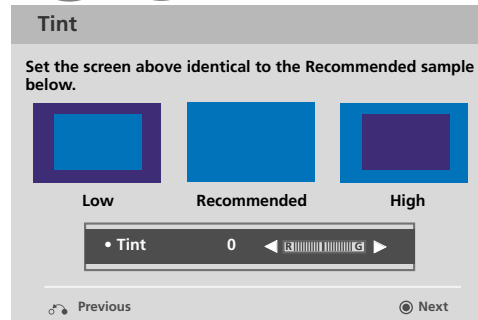 Tint
Set the screen above identical to the Recommended sample
below.
Low Recommended High
• Tint 0 R G
Previous Next